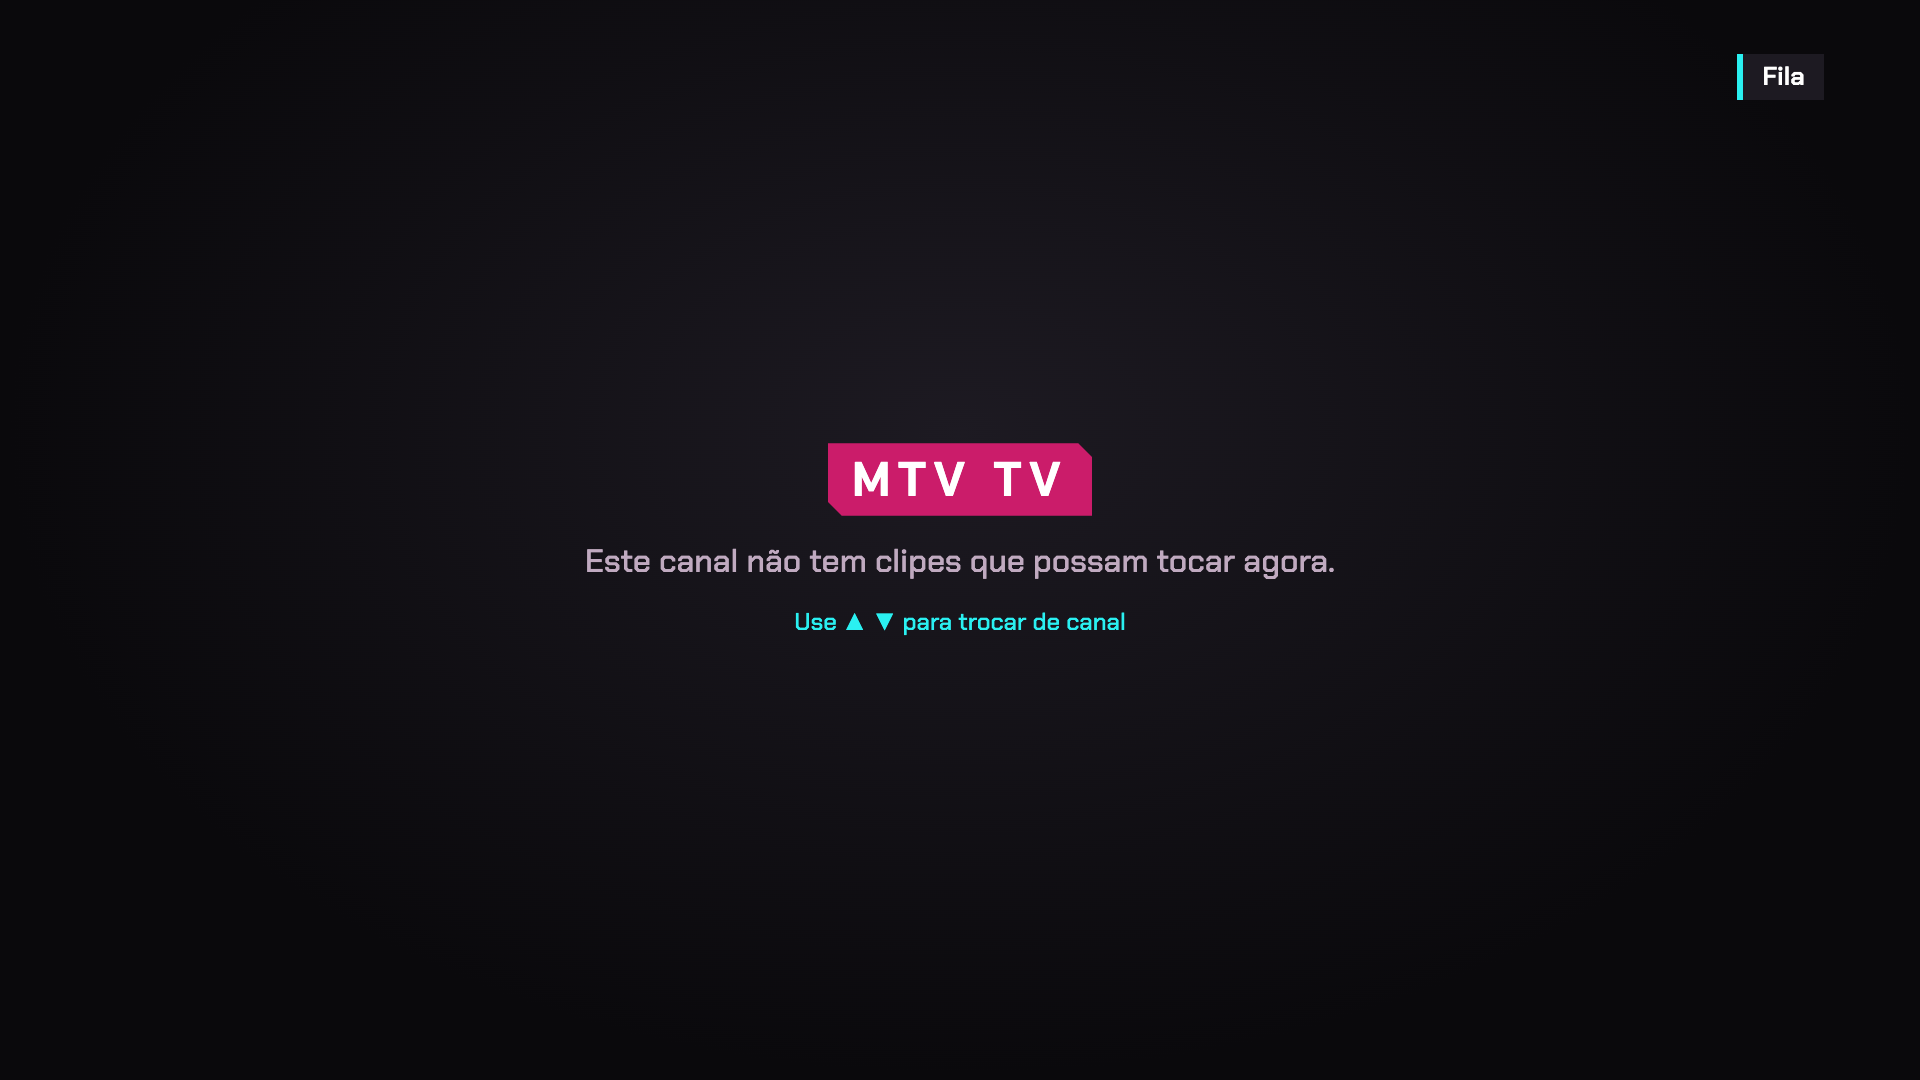 Fila
MTV TV
Este canal não tem clipes que possam tocar agora.
Use ▲ ▼ para trocar de canal